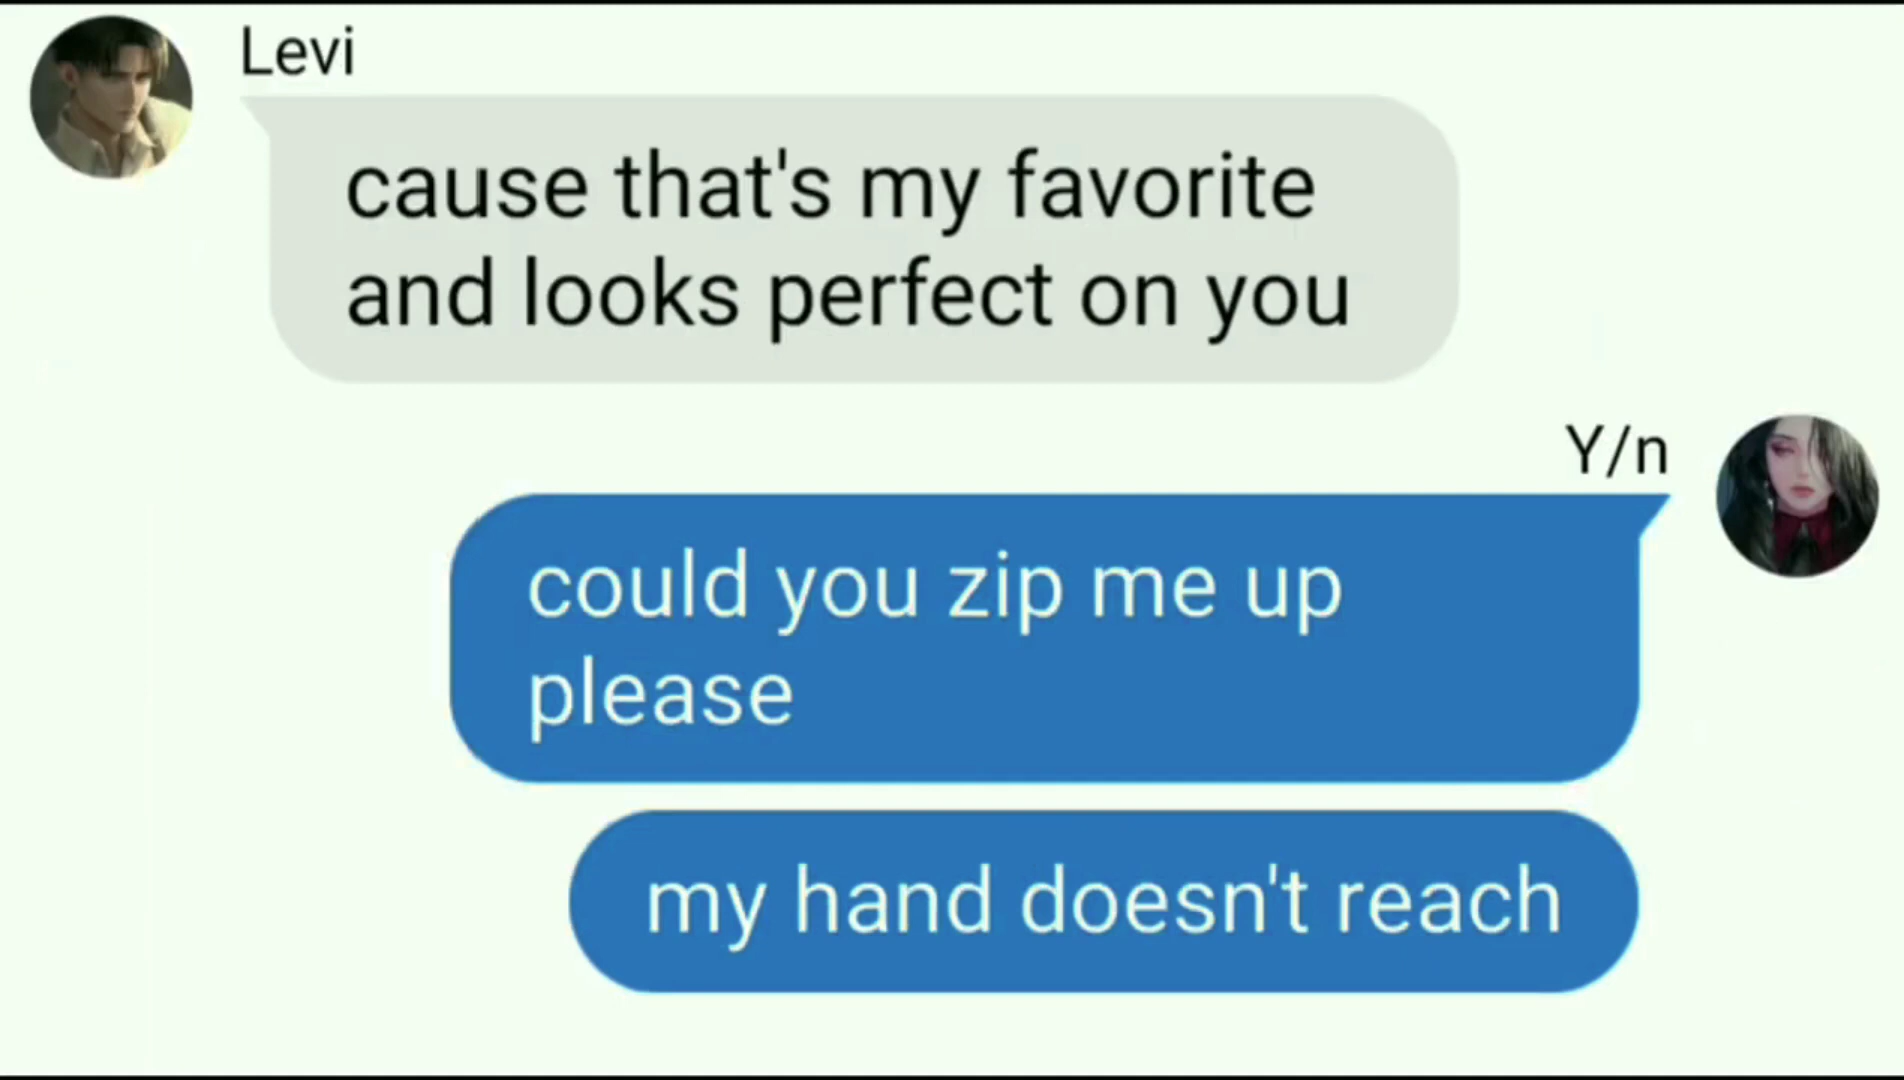 Levi
cause that's my favorite
and looks perfect on you
Y/n
could you zip me up
please
my hand doesn't reach